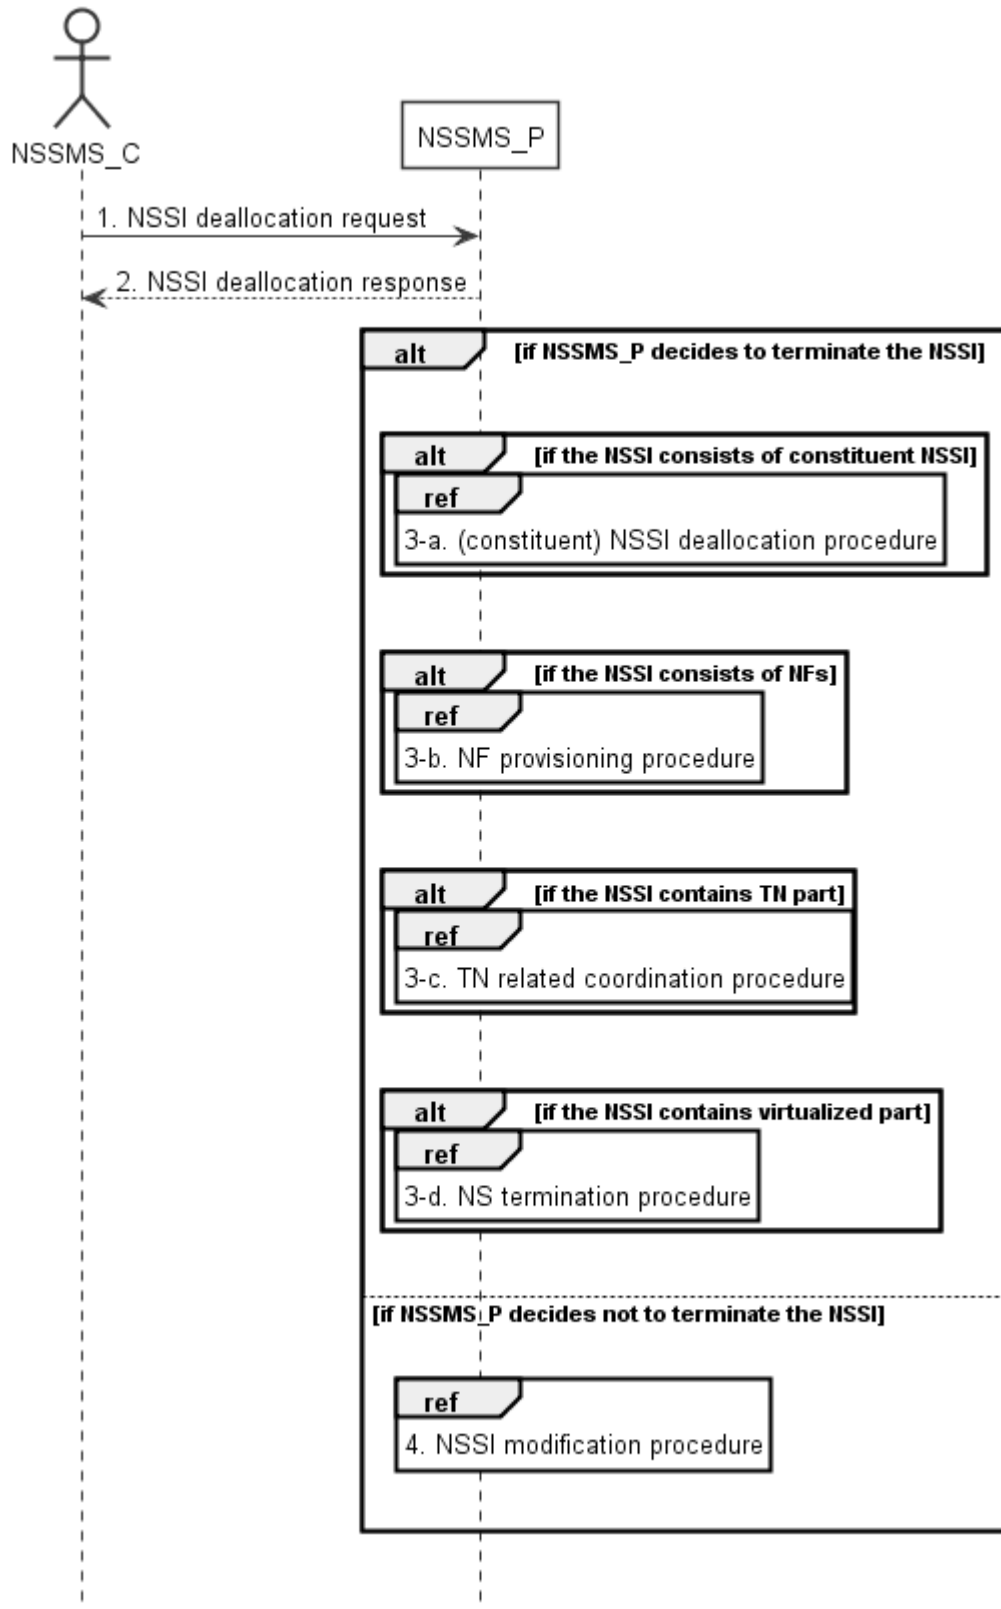 NSSMS_C
NSSMS_P
1. NSSI deallocation request
2. NSSI deallocation response
alt [if NSSMS_P decides to terminate the NSSI]
alt [if the NSSI consists of constituent NSSI]
ref
3-a. (constituent) NSSI deallocation procedure
alt [if the NSSI consists of NFs]
ref
3-b. NF provisioning procedure
alt [if the NSSI contains TN part]
ref
3-c. TN related coordination procedure
alt [if the NSSI contains virtualized part]
ref
3-d. NS termination procedure
[if NSSMS_P decides not to terminate the NSSI]
ref
4. NSSI modification procedure